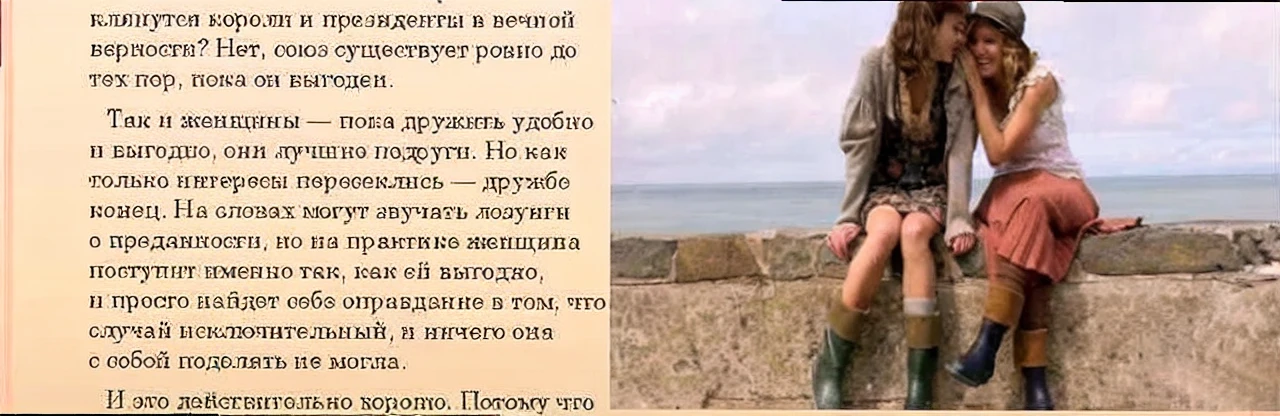 клянутся короли и президенты в вечной
верности? Нет, союз существует ровно до
тех пор, пока он выгоден.
Так и женщины — пока дружить удобно
и выгодно, они лучшие подруги. Но как
только интересы пересеклись — дружбе
конец. На словах могут звучать лозунги
о преданности, но на практике женщина
поступит именно так, как ей выгодно,
и просто найдет себе оправдание в том, что
случай исключительный, и ничего она
с собой поделать не могла.
И это действительно хорошо. Потому что